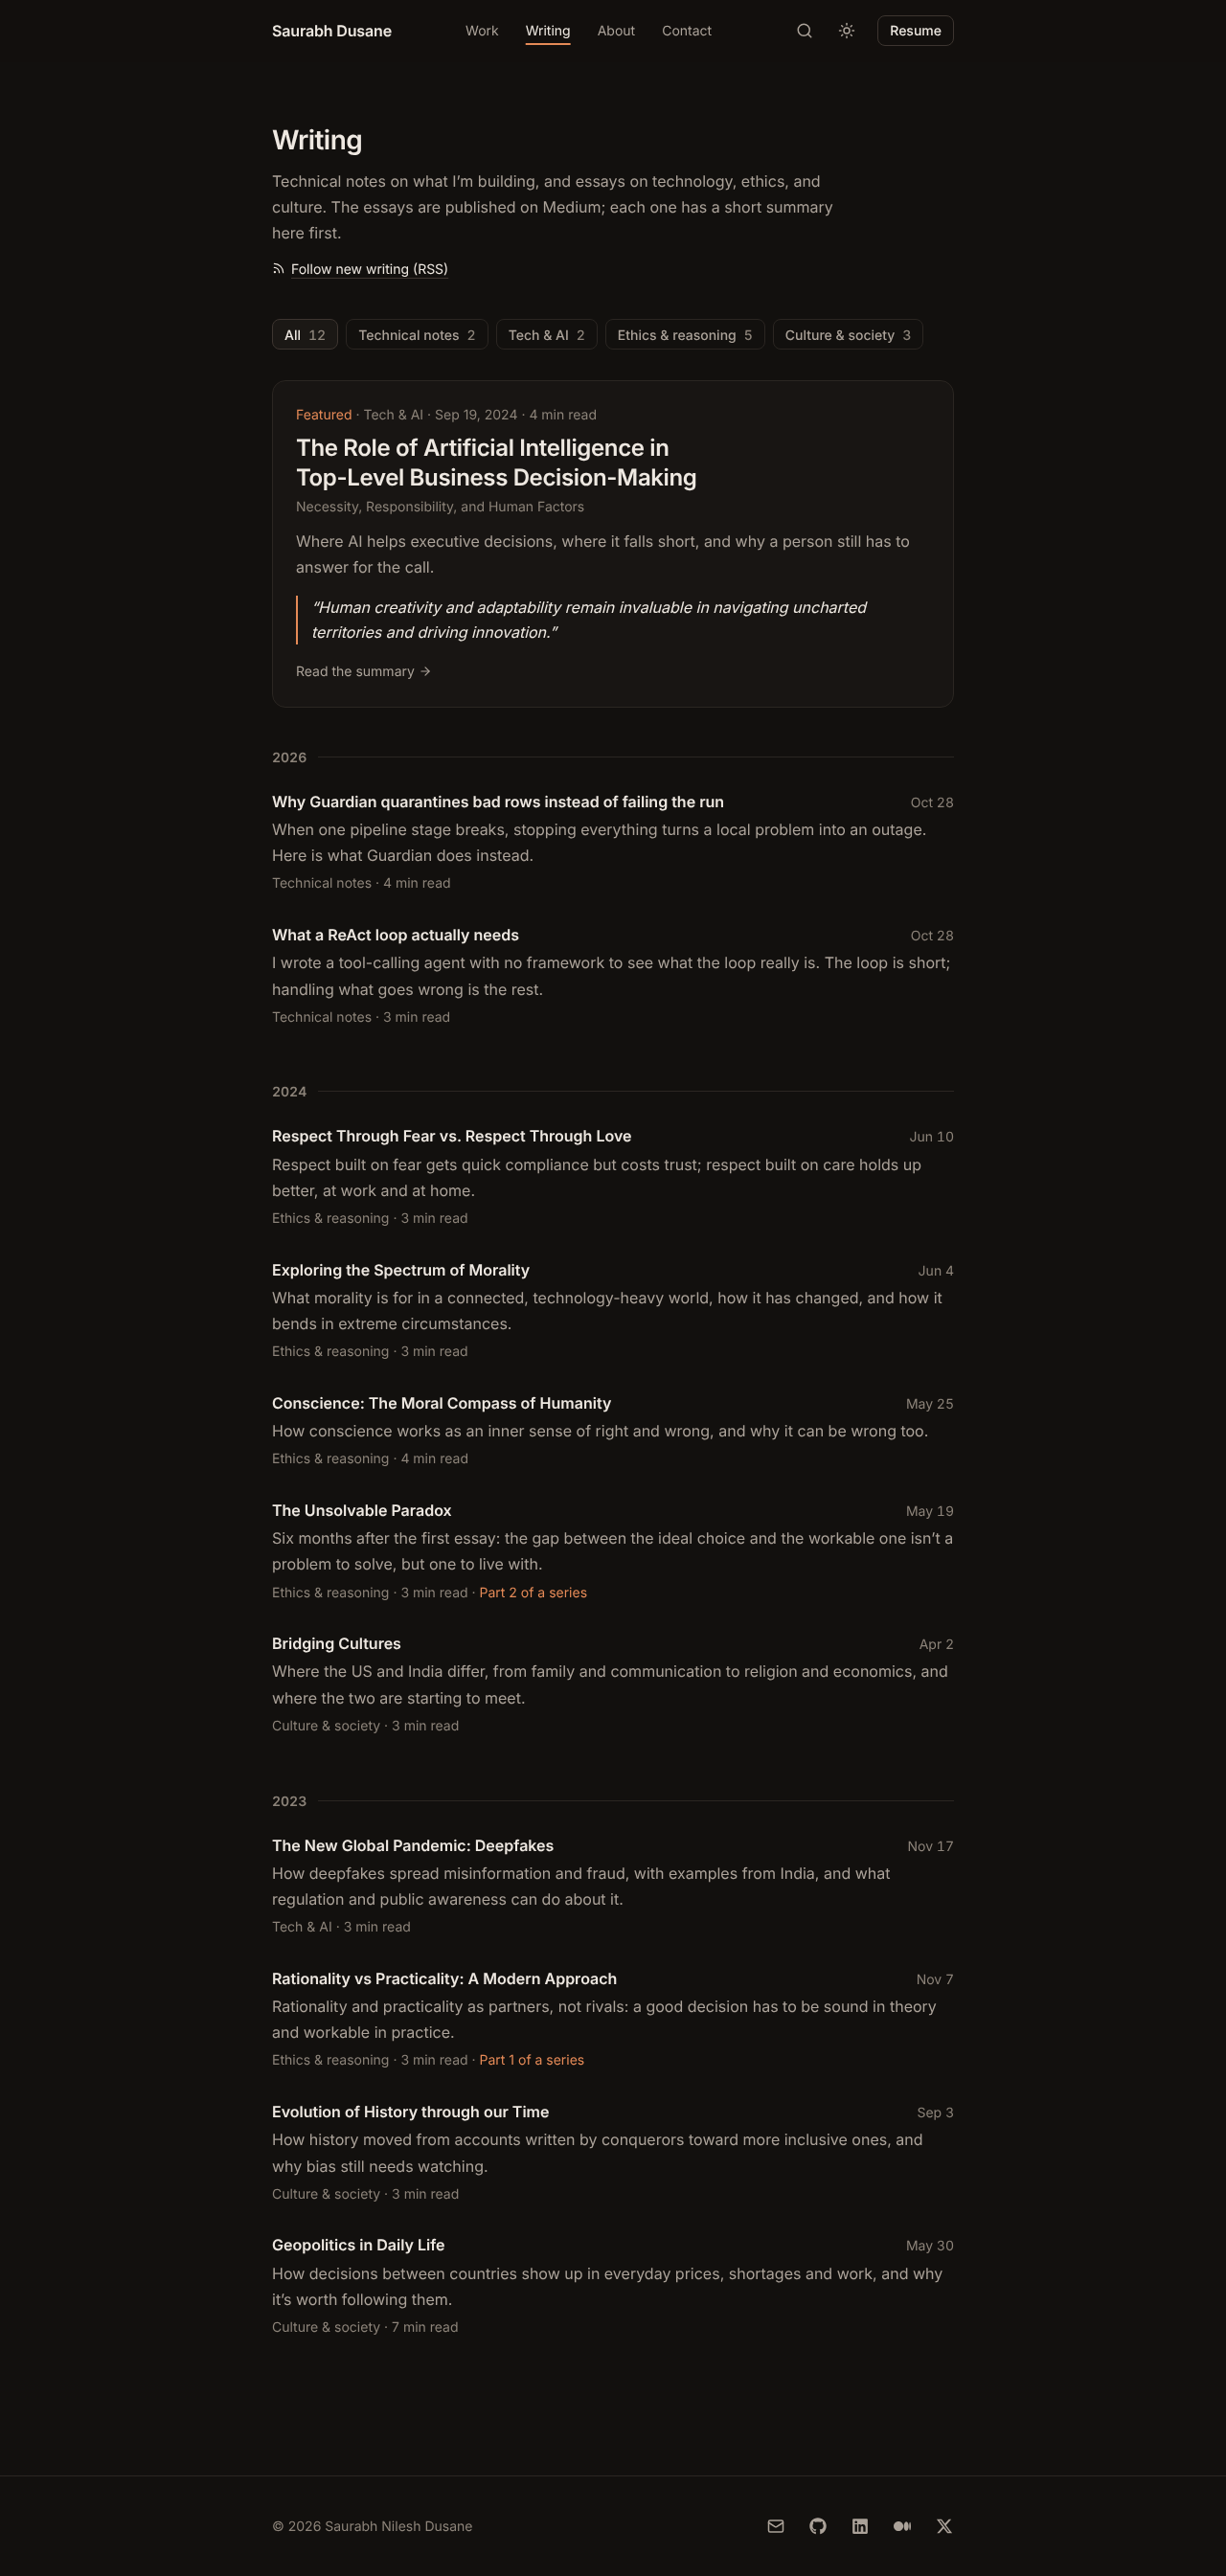 Saurabh Dusane
Work
Writing
About
Contact
Resume
Writing
Technical notes on what I’m building, and essays on technology, ethics, and
culture. The essays are published on Medium; each one has a short summary
here first.
Follow new writing (RSS)
All 12
Technical notes 2
Tech & AI 2
Ethics & reasoning 5
Culture & society 3
Featured · Tech & AI · Sep 19, 2024 · 4 min read
The Role of Artificial Intelligence in
Top-Level Business Decision-Making
Necessity, Responsibility, and Human Factors
Where AI helps executive decisions, where it falls short, and why a person still has to
answer for the call.
“Human creativity and adaptability remain invaluable in navigating uncharted
territories and driving innovation.”
Read the summary →
2026
Why Guardian quarantines bad rows instead of failing the run
Oct 28
When one pipeline stage breaks, stopping everything turns a local problem into an outage.
Here is what Guardian does instead.
Technical notes · 4 min read
What a ReAct loop actually needs
Oct 28
I wrote a tool-calling agent with no framework to see what the loop really is. The loop is short;
handling what goes wrong is the rest.
Technical notes · 3 min read
2024
Respect Through Fear vs. Respect Through Love
Jun 10
Respect built on fear gets quick compliance but costs trust; respect built on care holds up
better, at work and at home.
Ethics & reasoning · 3 min read
Exploring the Spectrum of Morality
Jun 4
What morality is for in a connected, technology-heavy world, how it has changed, and how it
bends in extreme circumstances.
Ethics & reasoning · 3 min read
Conscience: The Moral Compass of Humanity
May 25
How conscience works as an inner sense of right and wrong, and why it can be wrong too.
Ethics & reasoning · 4 min read
The Unsolvable Paradox
May 19
Six months after the first essay: the gap between the ideal choice and the workable one isn’t a
problem to solve, but one to live with.
Ethics & reasoning · 3 min read · Part 2 of a series
Bridging Cultures
Apr 2
Where the US and India differ, from family and communication to religion and economics, and
where the two are starting to meet.
Culture & society · 3 min read
2023
The New Global Pandemic: Deepfakes
Nov 17
How deepfakes spread misinformation and fraud, with examples from India, and what
regulation and public awareness can do about it.
Tech & AI · 3 min read
Rationality vs Practicality: A Modern Approach
Nov 7
Rationality and practicality as partners, not rivals: a good decision has to be sound in theory
and workable in practice.
Ethics & reasoning · 3 min read · Part 1 of a series
Evolution of History through our Time
Sep 3
How history moved from accounts written by conquerors toward more inclusive ones, and
why bias still needs watching.
Culture & society · 3 min read
Geopolitics in Daily Life
May 30
How decisions between countries show up in everyday prices, shortages and work, and why
it’s worth following them.
Culture & society · 7 min read
© 2026 Saurabh Nilesh Dusane